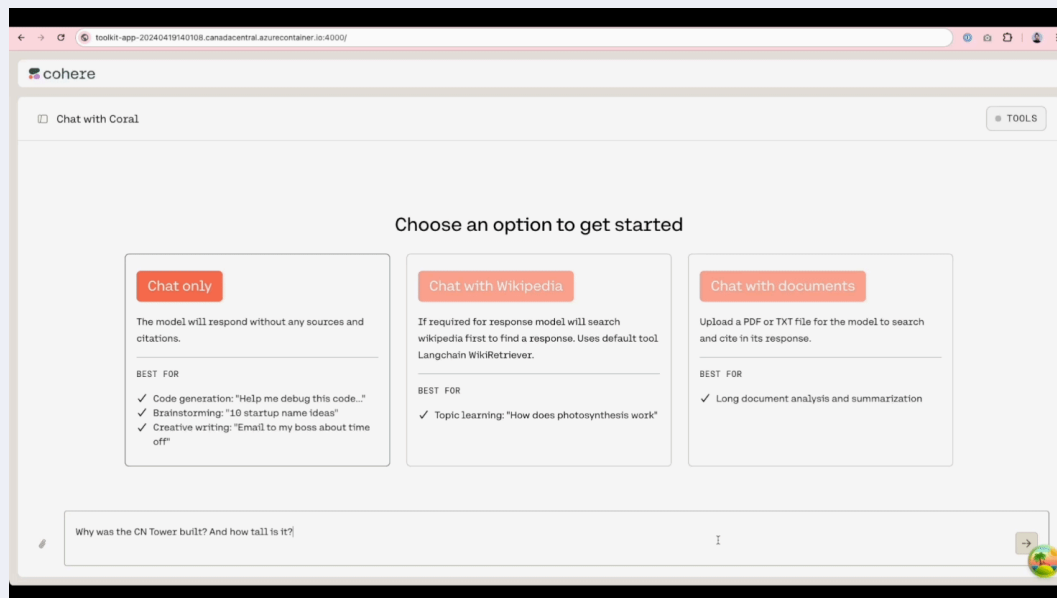 toolkit-app-20240419140108.canadacentral.azurecontainer.io:4000/
cohere
Chat with Coral
TOOLS
Choose an option to get started
Chat only
The model will respond without any sources and
citations.
BEST FOR
Code generation: "Help me debug this code..."
Brainstorming: "10 startup name ideas"
Creative writing: "Email to my boss about time
off"
Chat with Wikipedia
If required for response model will search
wikipedia first to find a response. Uses default tool
Langchain WikiRetriever.
BEST FOR
Topic learning: "How does photosynthesis work"
Chat with documents
Upload a PDF or TXT file for the model to search
and cite in its response.
BEST FOR
Long document analysis and summarization
Why was the CN Tower built? And how tall is it?